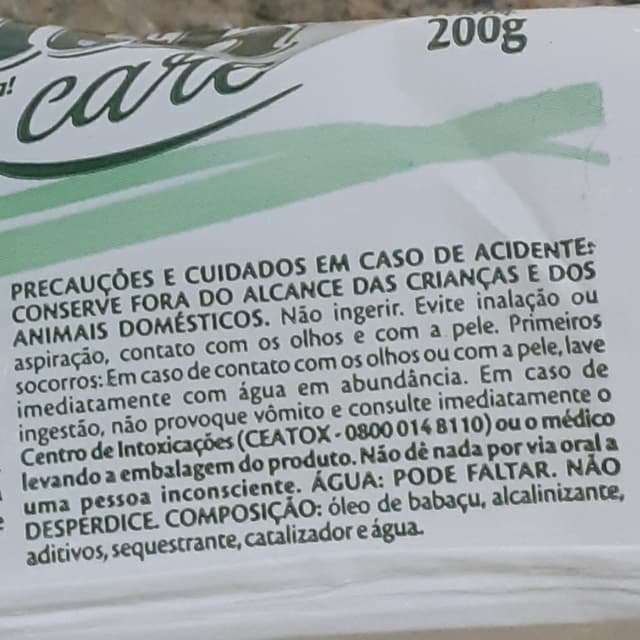 200g
care
PRECAUÇÕES E CUIDADOS EM CASO DE ACIDENTE:
CONSERVE FORA DO ALCANCE DAS CRIANÇAS E DOS
ANIMAIS DOMÉSTICOS. Não ingerir. Evite inalação ou
aspiração, contato com os olhos e com a pele. Primeiros
socorros: Em caso de contato com os olhos ou com a pele, lave
imediatamente com água em abundância. Em caso de
ingestão, não provoque vômito e consulte imediatamente o
Centro de Intoxicações (CEATOX - 0800 014 8110) ou o médico
levando a embalagem do produto. Não dê nada por via oral a
uma pessoa inconsciente. ÁGUA: PODE FALTAR. NÃO
DESPERDICE. COMPOSIÇÃO: óleo de babaçu, alcalinizante,
aditivos, sequestrante, catalizador e água.